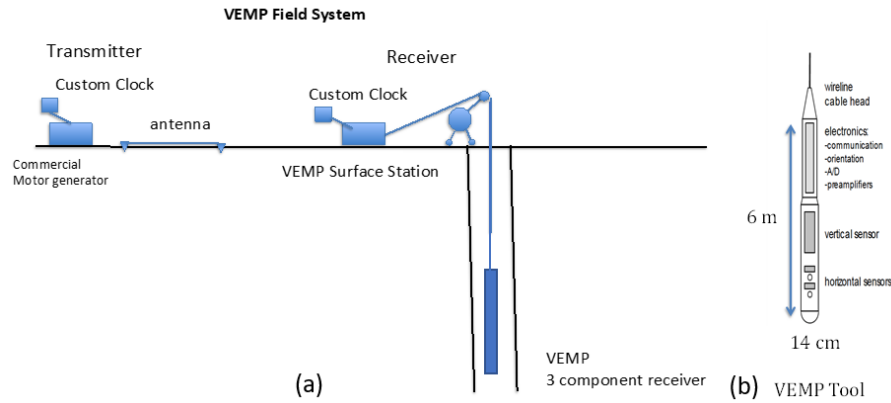 VEMP Field System
Transmitter
Receiver
Custom Clock
Custom Clock
antenna
Commercial
Motor generator
VEMP Surface Station
VEMP
3 component receiver
(a)
wireline
cable head
electronics:
-communication
-orientation
-A/D
-preamplifiers
6 m
vertical sensor
horizontal sensors
14 cm
(b)
VEMP Tool